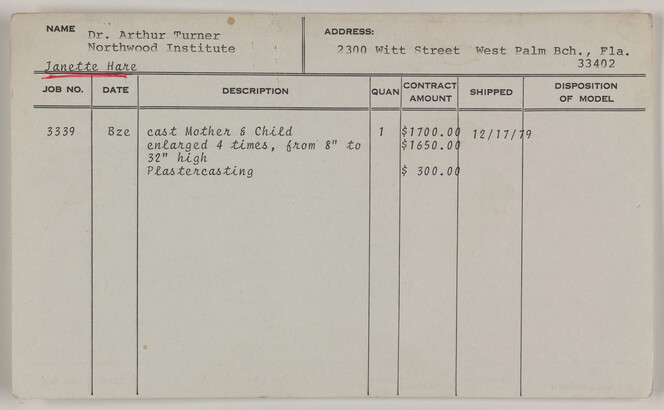 NAME Dr. Arthur Turner
Northwood Institute
Janette Hare
ADDRESS:
2300 Witt Street West Palm Bch., Fla.
33402
JOB NO. DATE DESCRIPTION QUAN CONTRACT AMOUNT SHIPPED DISPOSITION OF MODEL
3339 Bze cast Mother & Child 1 $1700.00 12/17/79
enlarged 4 times, from 8" to $1650.00
32" high
Plastercasting $ 300.00